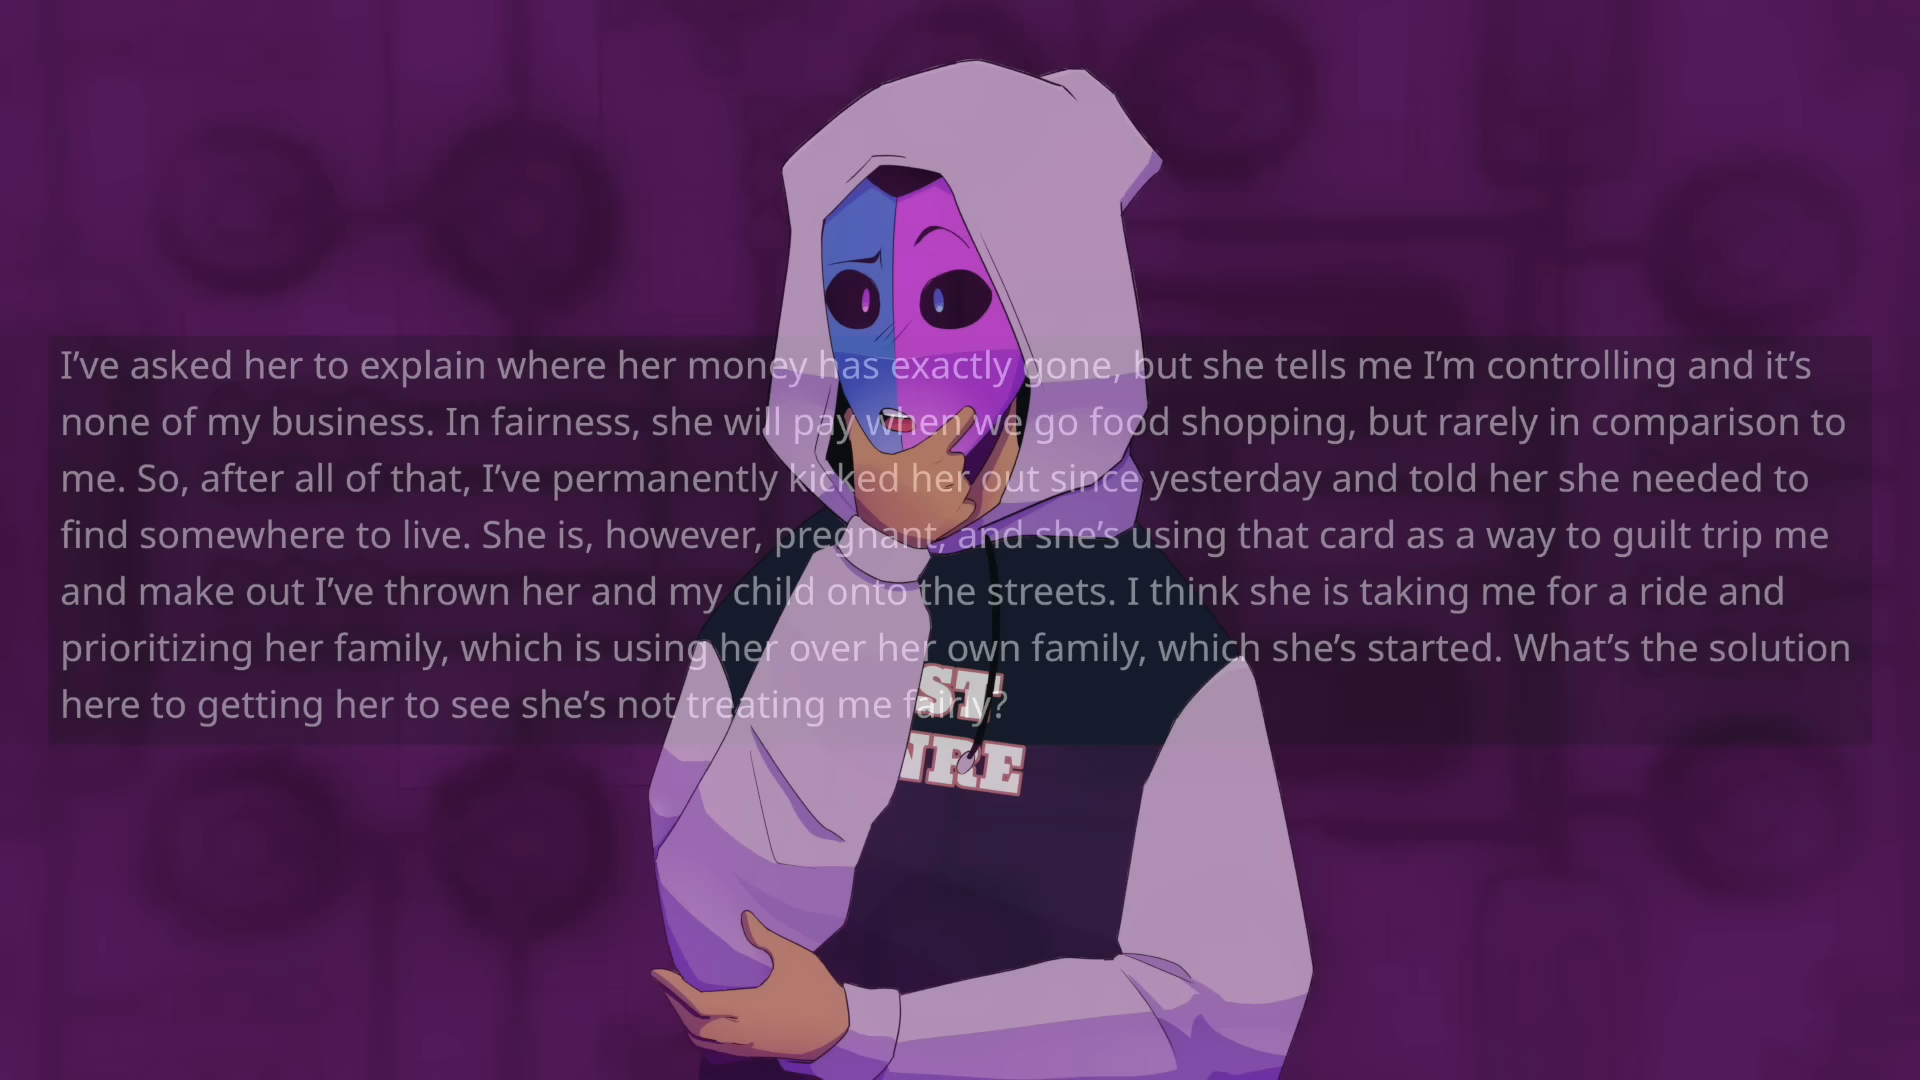 I’ve asked her to explain where her money has exactly gone, but she tells me I’m controlling and it’s
none of my business. In fairness, she will pay when we go food shopping, but rarely in comparison to
me. So, after all of that, I’ve permanently kicked her out since yesterday and told her she needed to
find somewhere to live. She is, however, pregnant, and she’s using that card as a way to guilt trip me
and make out I’ve thrown her and my child onto the streets. I think she is taking me for a ride and
prioritizing her family, which is using her over her own family, which she’s started. What’s the solution
here to getting her to see she’s not treating me fairly?
ST
NRE